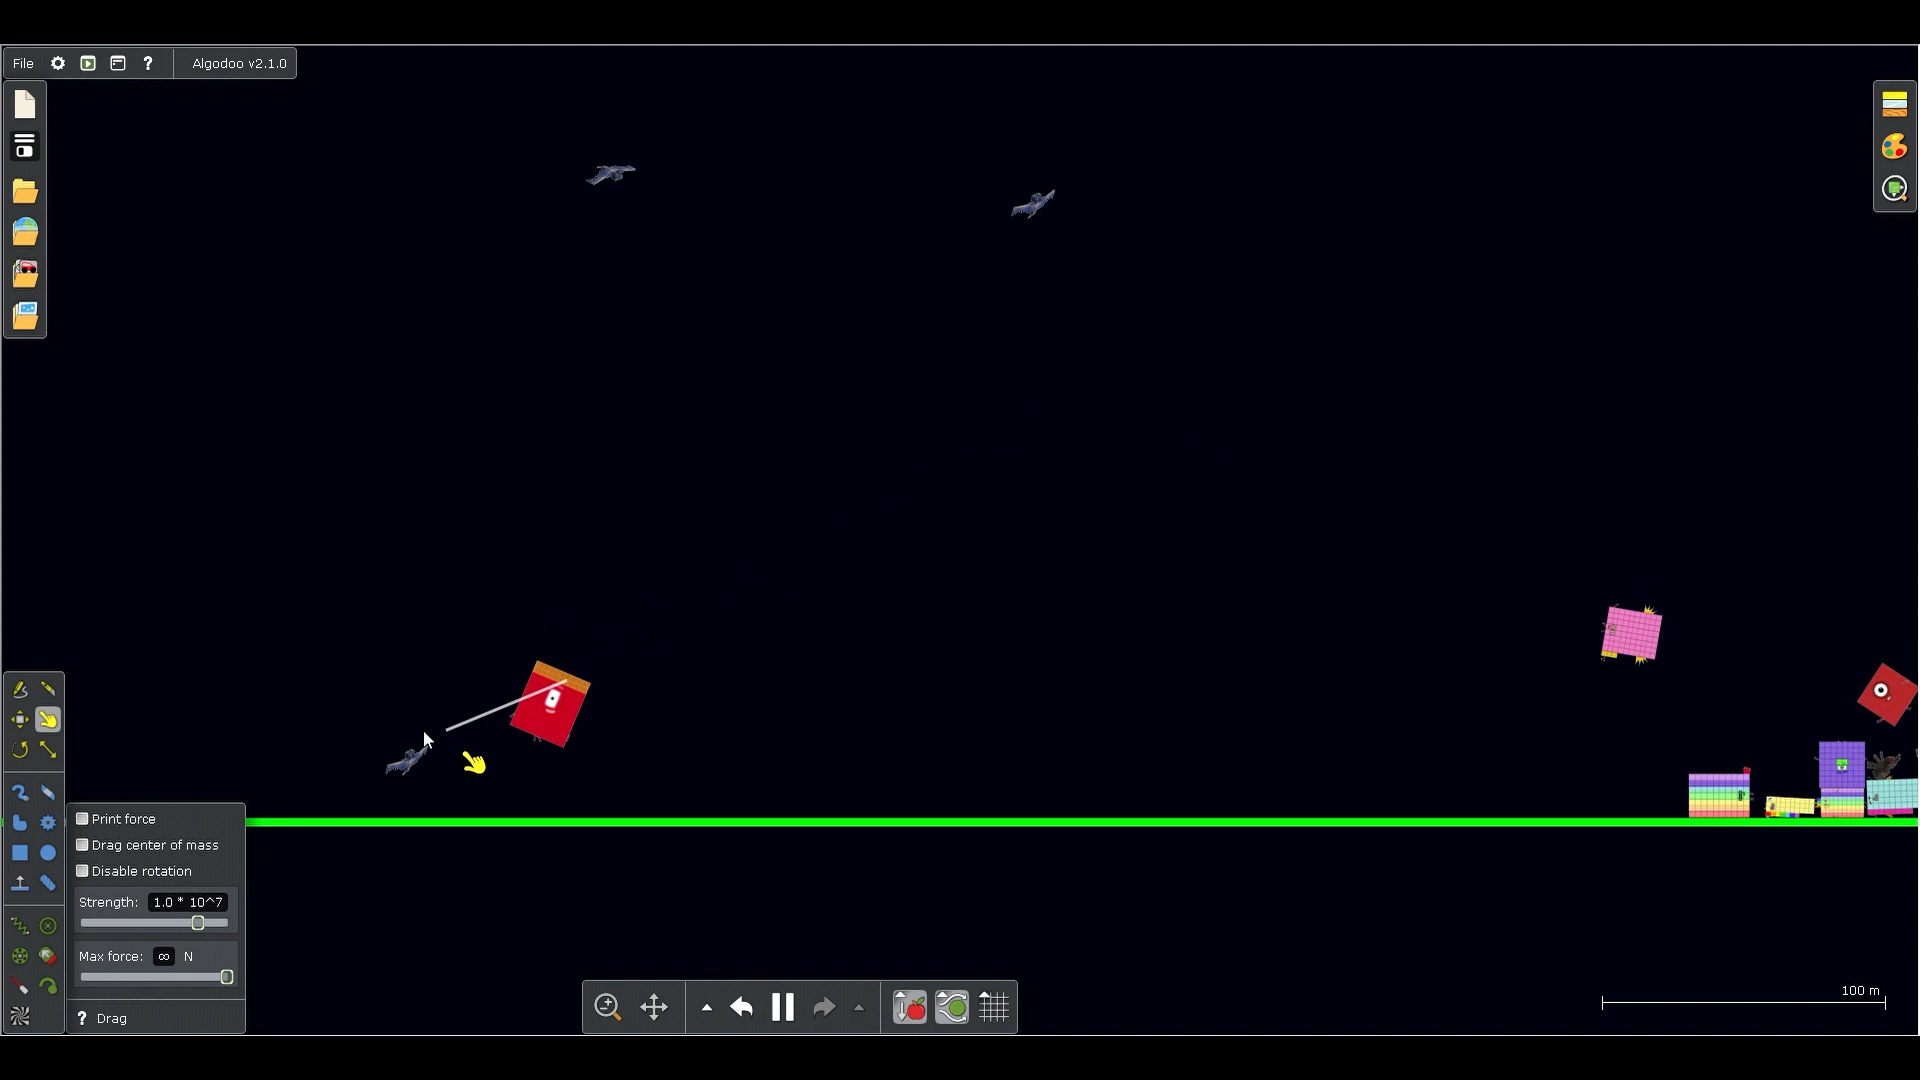 File ? Algodoo v2.1.0
Print force
Drag center of mass
Disable rotation
Strength: 1.0 * 10^7
Max force: ∞ N
? Drag
100 m